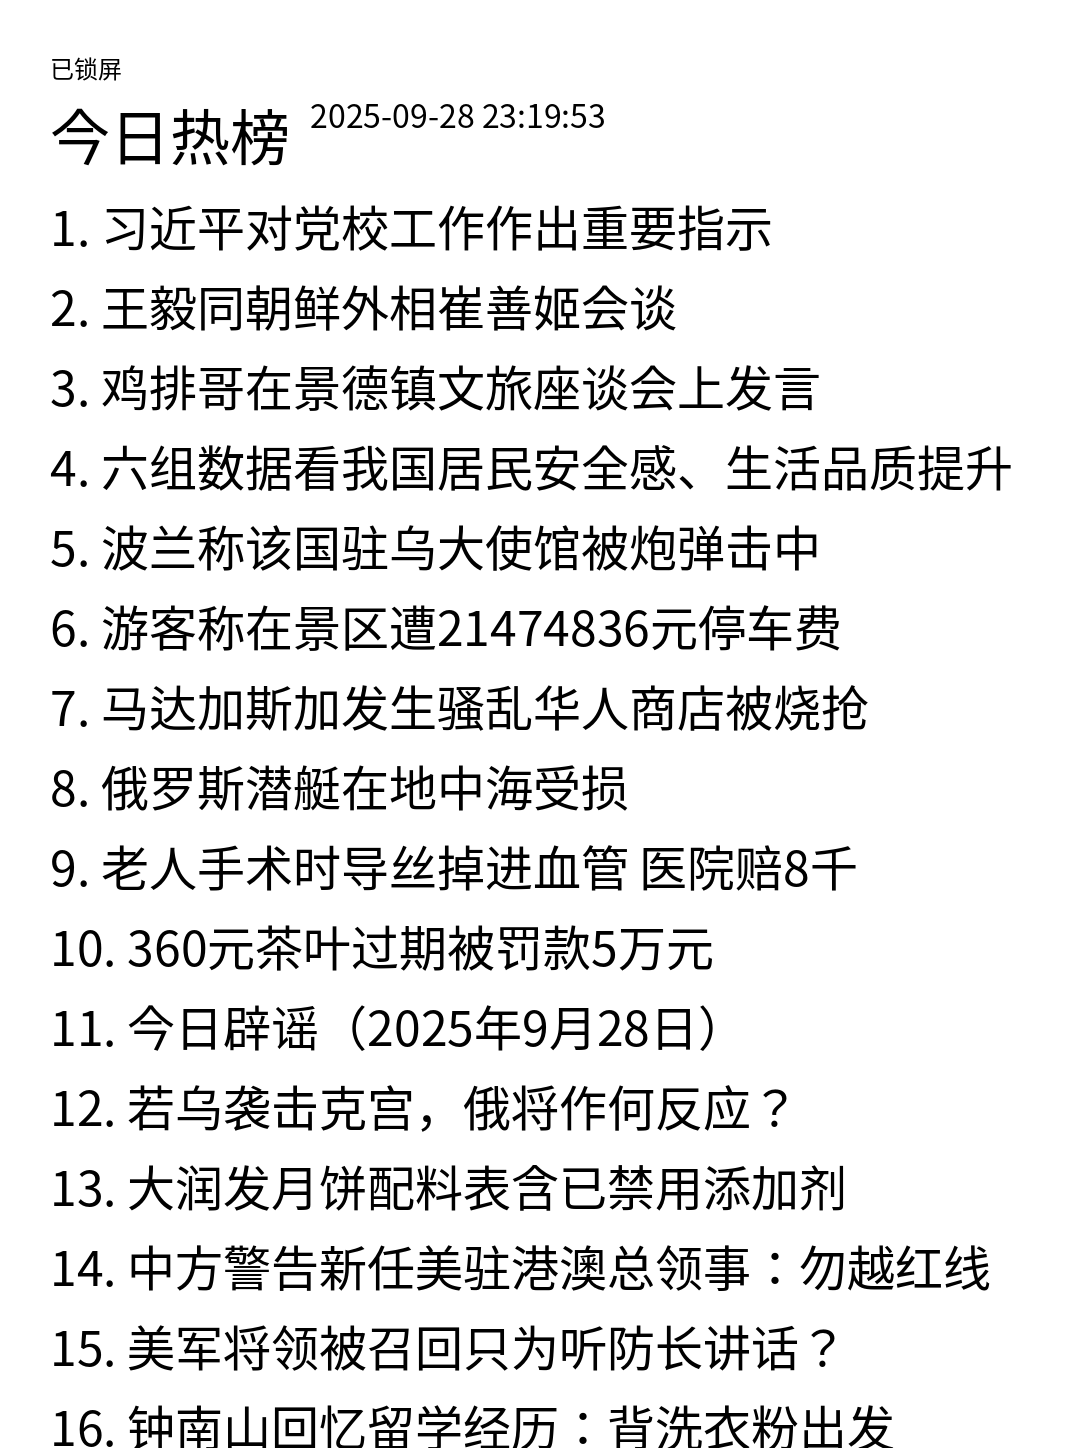 已锁屏
今日热榜 2025-09-28 23:19:53
1. 习近平对党校工作作出重要指示
2. 王毅同朝鲜外相崔善姬会谈
3. 鸡排哥在景德镇文旅座谈会上发言
4. 六组数据看我国居民安全感、生活品质提升
5. 波兰称该国驻乌大使馆被炮弹击中
6. 游客称在景区遭21474836元停车费
7. 马达加斯加发生骚乱华人商店被烧抢
8. 俄罗斯潜艇在地中海受损
9. 老人手术时导丝掉进血管 医院赔8千
10. 360元茶叶过期被罚款5万元
11. 今日辟谣（2025年9月28日）
12. 若乌袭击克宫，俄将作何反应？
13. 大润发月饼配料表含已禁用添加剂
14. 中方警告新任美驻港澳总领事：勿越红线
15. 美军将领被召回只为听防长讲话？
16. 钟南山回忆留学经历：背洗衣粉出发